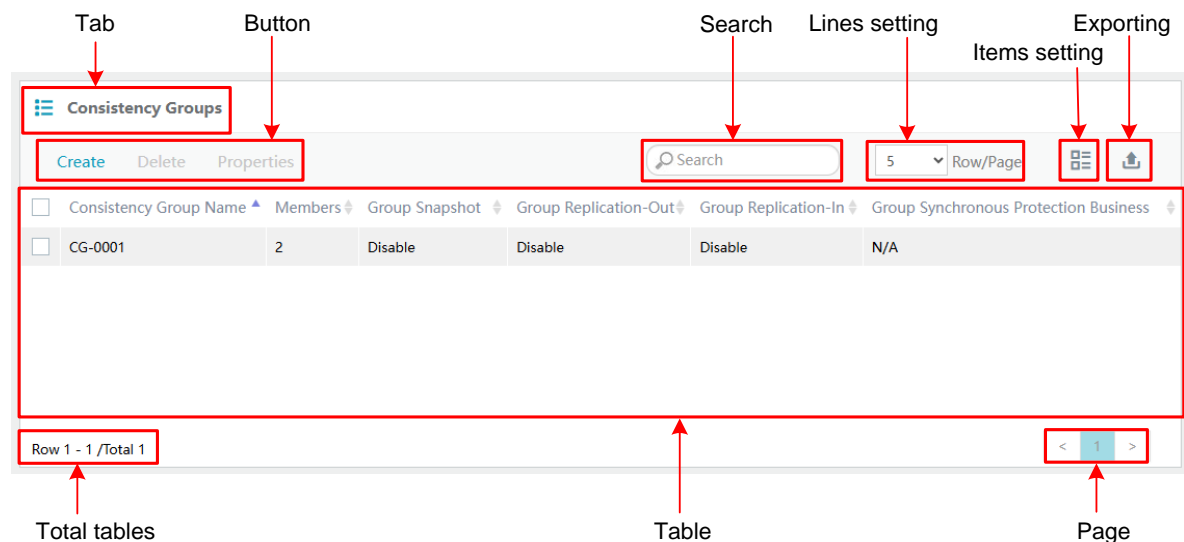 Tab Button Search Lines setting Exporting
Items setting
Consistency Groups
Create Delete Properties Search 5 Row/Page
Consistency Group Name Members Group Snapshot Group Replication-Out Group Replication-In Group Synchronous Protection Business
CG-0001 2 Disable Disable Disable N/A
Row 1 - 1 /Total 1 < 1 >
Total tables Table Page